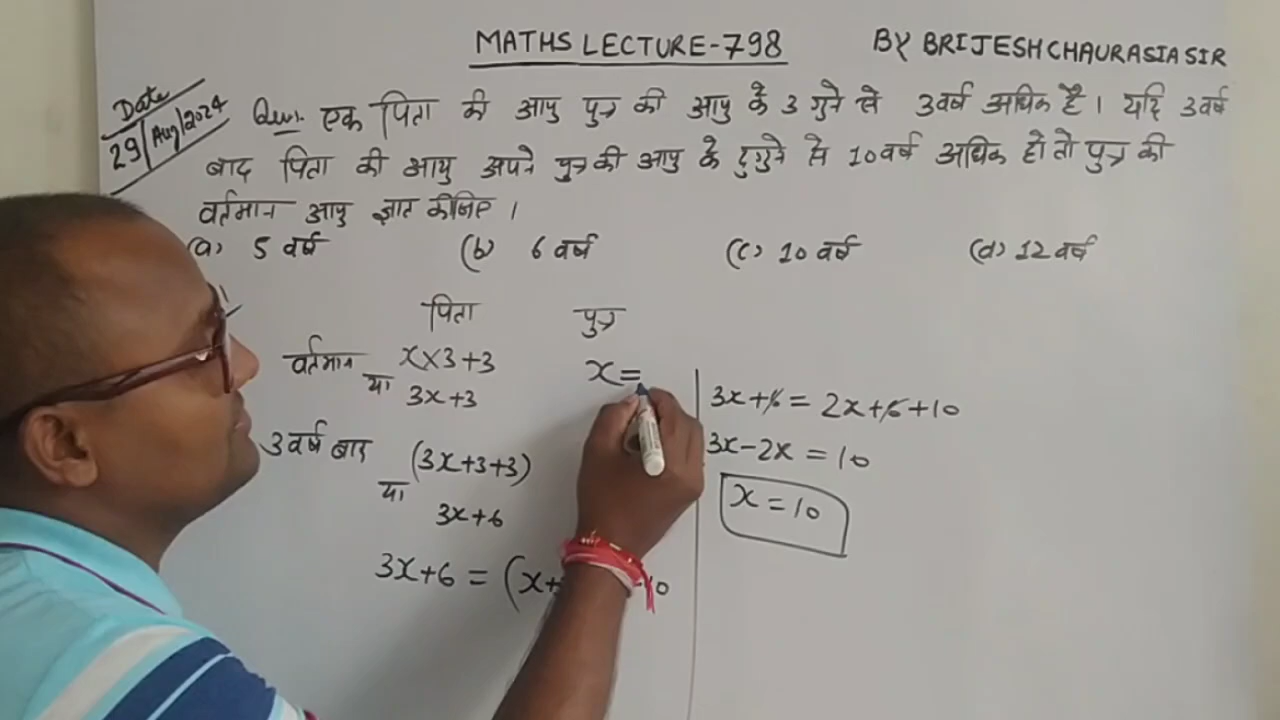 MATHS LECTURE-798
BY BRIJESH CHAURASIA SIR
Date
29/Aug/2024
Ques. एक पिता की आयु पुत्र की आयु के 3 गुने से 3 वर्ष अधिक है। यदि 3 वर्ष
बाद पिता की आयु अपने पुत्र की आयु के दुगुने से 10 वर्ष अधिक हो तो पुत्र की
वर्तमान आयु ज्ञात कीजिए।
(a) 5 वर्ष (b) 6 वर्ष (c) 10 वर्ष (d) 12 वर्ष
पिता पुत्र
वर्तमान x×3+3 x=
या 3x+3
3 वर्ष बाद (3x+3+3)
या 3x+6
3x+6 = (x+ 10
3x+6 = 2x+6+10
3x-2x = 10
x = 10